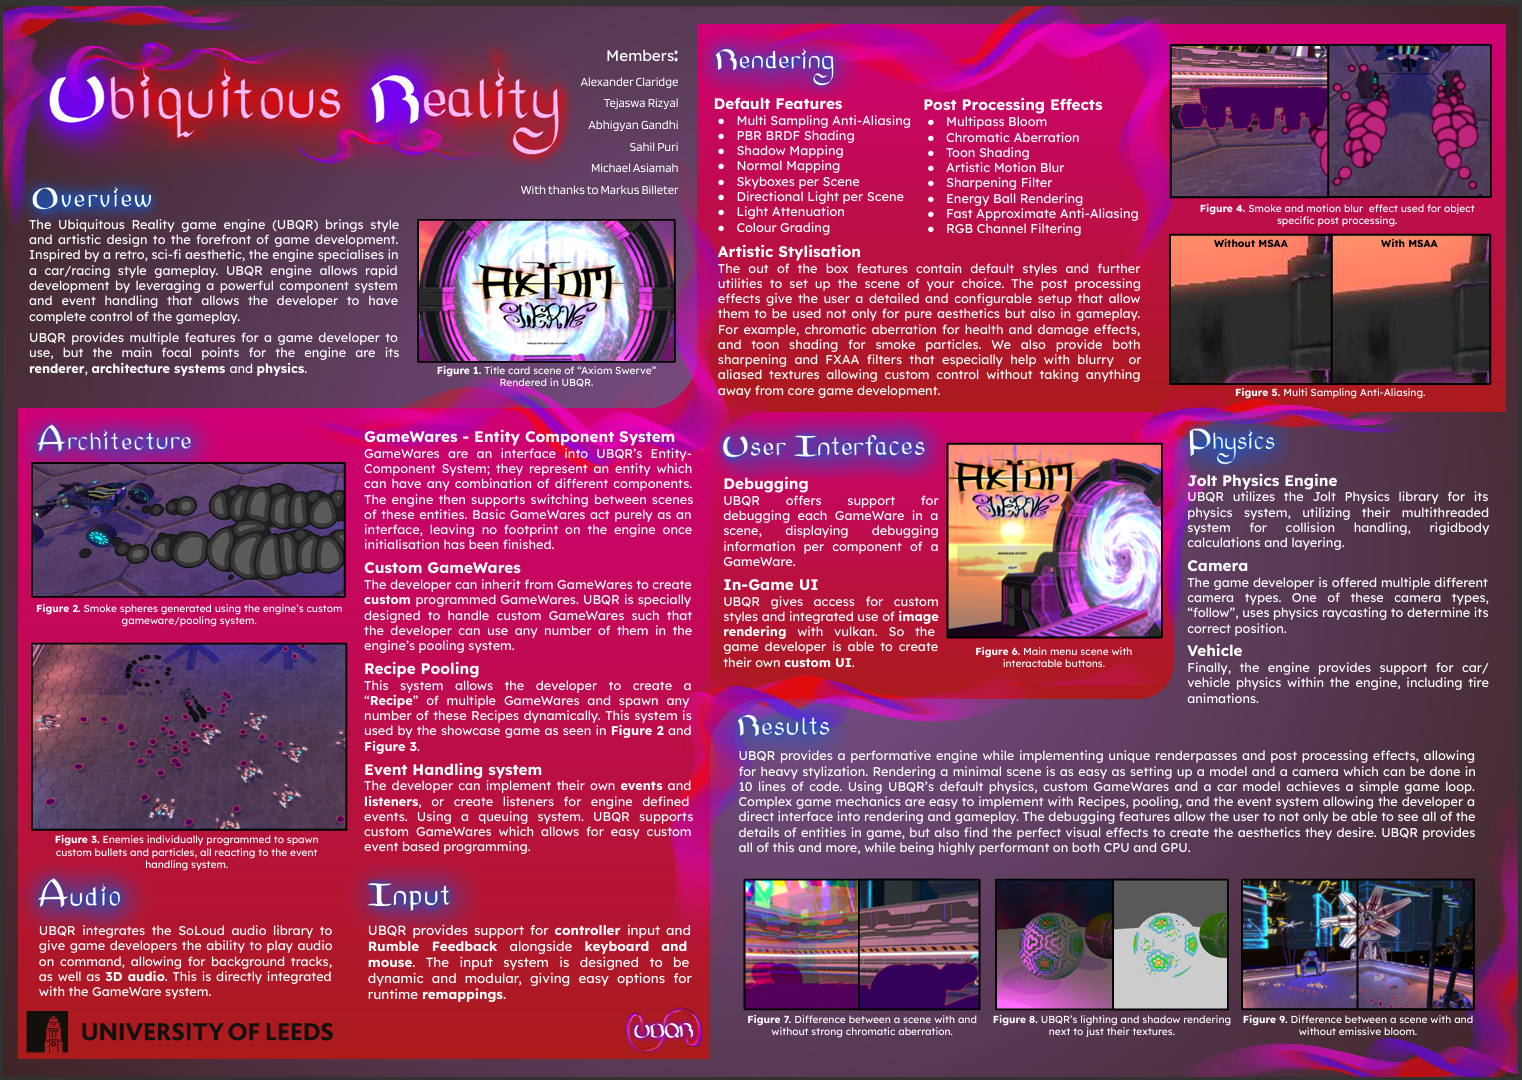 Ubiquitous Reality
Members:
Alexander Claridge
Tejaswa Rizyal
Abhigyan Gandhi
Sahil Puri
Michael Asiamah
With thanks to Markus Billeter
Overview
The Ubiquitous Reality game engine (UBQR) brings style
and artistic design to the forefront of game development.
Inspired by a retro, sci-fi aesthetic, the engine specialises in
a car/racing style gameplay. UBQR engine allows rapid
development by leveraging a powerful component system
and event handling that allows the developer to have
complete control of the gameplay.
UBQR provides multiple features for a game developer to
use, but the main focal points for the engine are its
renderer, architecture systems and physics.
AXIOM
SWERVE
Figure 1. Title card scene of “Axiom Swerve”
Rendered in UBQR.
Rendering
Default Features
● Multi Sampling Anti-Aliasing
● PBR BRDF Shading
● Shadow Mapping
● Normal Mapping
● Skyboxes per Scene
● Directional Light per Scene
● Light Attenuation
● Colour Grading
Post Processing Effects
● Multipass Bloom
● Chromatic Aberration
● Toon Shading
● Artistic Motion Blur
● Sharpening Filter
● Energy Ball Rendering
● Fast Approximate Anti-Aliasing
● RGB Channel Filtering
Artistic Stylisation
The out of the box features contain default styles and further
utilities to set up the scene of your choice. The post processing
effects give the user a detailed and configurable setup that allow
them to be used not only for pure aesthetics but also in gameplay.
For example, chromatic aberration for health and damage effects,
and toon shading for smoke particles. We also provide both
sharpening and FXAA filters that especially help with blurry or
aliased textures allowing custom control without taking anything
away from core game development.
Figure 4. Smoke and motion blur effect used for object
specific post processing.
Without MSAA
With MSAA
Figure 5. Multi Sampling Anti-Aliasing.
Architecture
Figure 2. Smoke spheres generated using the engine’s custom
gameware/pooling system.
Figure 3. Enemies individually programmed to spawn
custom bullets and particles, all reacting to the event
handling system.
GameWares - Entity Component System
GameWares are an interface into UBQR’s Entity-
Component System; they represent an entity which
can have any combination of different components.
The engine then supports switching between scenes
of these entities. Basic GameWares act purely as an
interface, leaving no footprint on the engine once
initialisation has been finished.
Custom GameWares
The developer can inherit from GameWares to create
custom programmed GameWares. UBQR is specially
designed to handle custom GameWares such that
the developer can use any number of them in the
engine’s pooling system.
Recipe Pooling
This system allows the developer to create a
“Recipe” of multiple GameWares and spawn any
number of these Recipes dynamically. This system is
used by the showcase game as seen in Figure 2 and
Figure 3.
Event Handling system
The developer can implement their own events and
listeners, or create listeners for engine defined
events. Using a queuing system. UBQR supports
custom GameWares which allows for easy custom
event based programming.
Audio
UBQR integrates the SoLoud audio library to
give game developers the ability to play audio
on command, allowing for background tracks,
as well as 3D audio. This is directly integrated
with the GameWare system.
Input
UBQR provides support for controller input and
Rumble Feedback alongside keyboard and
mouse. The input system is designed to be
dynamic and modular, giving easy options for
runtime remappings.
UNIVERSITY OF LEEDS
UBQR
User Interfaces
Debugging
UBQR offers support for
debugging each GameWare in a
scene, displaying debugging
information per component of a
GameWare.
In-Game UI
UBQR gives access for custom
styles and integrated use of image
rendering with vulkan. So the
game developer is able to create
their own custom UI.
AXIOM
SWERVE
Figure 6. Main menu scene with
interactable buttons.
Physics
Jolt Physics Engine
UBQR utilizes the Jolt Physics library for its
physics system, utilizing their multithreaded
system for collision handling, rigidbody
calculations and layering.
Camera
The game developer is offered multiple different
camera types. One of these camera types,
“follow”, uses physics raycasting to determine its
correct position.
Vehicle
Finally, the engine provides support for car/
vehicle physics within the engine, including tire
animations.
Results
UBQR provides a performative engine while implementing unique renderpasses and post processing effects, allowing
for heavy stylization. Rendering a minimal scene is as easy as setting up a model and a camera which can be done in
10 lines of code. Using UBQR’s default physics, custom GameWares and a car model achieves a simple game loop.
Complex game mechanics are easy to implement with Recipes, pooling, and the event system allowing the developer a
direct interface into rendering and gameplay. The debugging features allow the user to not only be able to see all of the
details of entities in game, but also find the perfect visual effects to create the aesthetics they desire. UBQR provides
all of this and more, while being highly performant on both CPU and GPU.
Figure 7. Difference between a scene with and
without strong chromatic aberration.
Figure 8. UBQR’s lighting and shadow rendering
next to just their textures.
Figure 9. Difference between a scene with and
without emissive bloom.